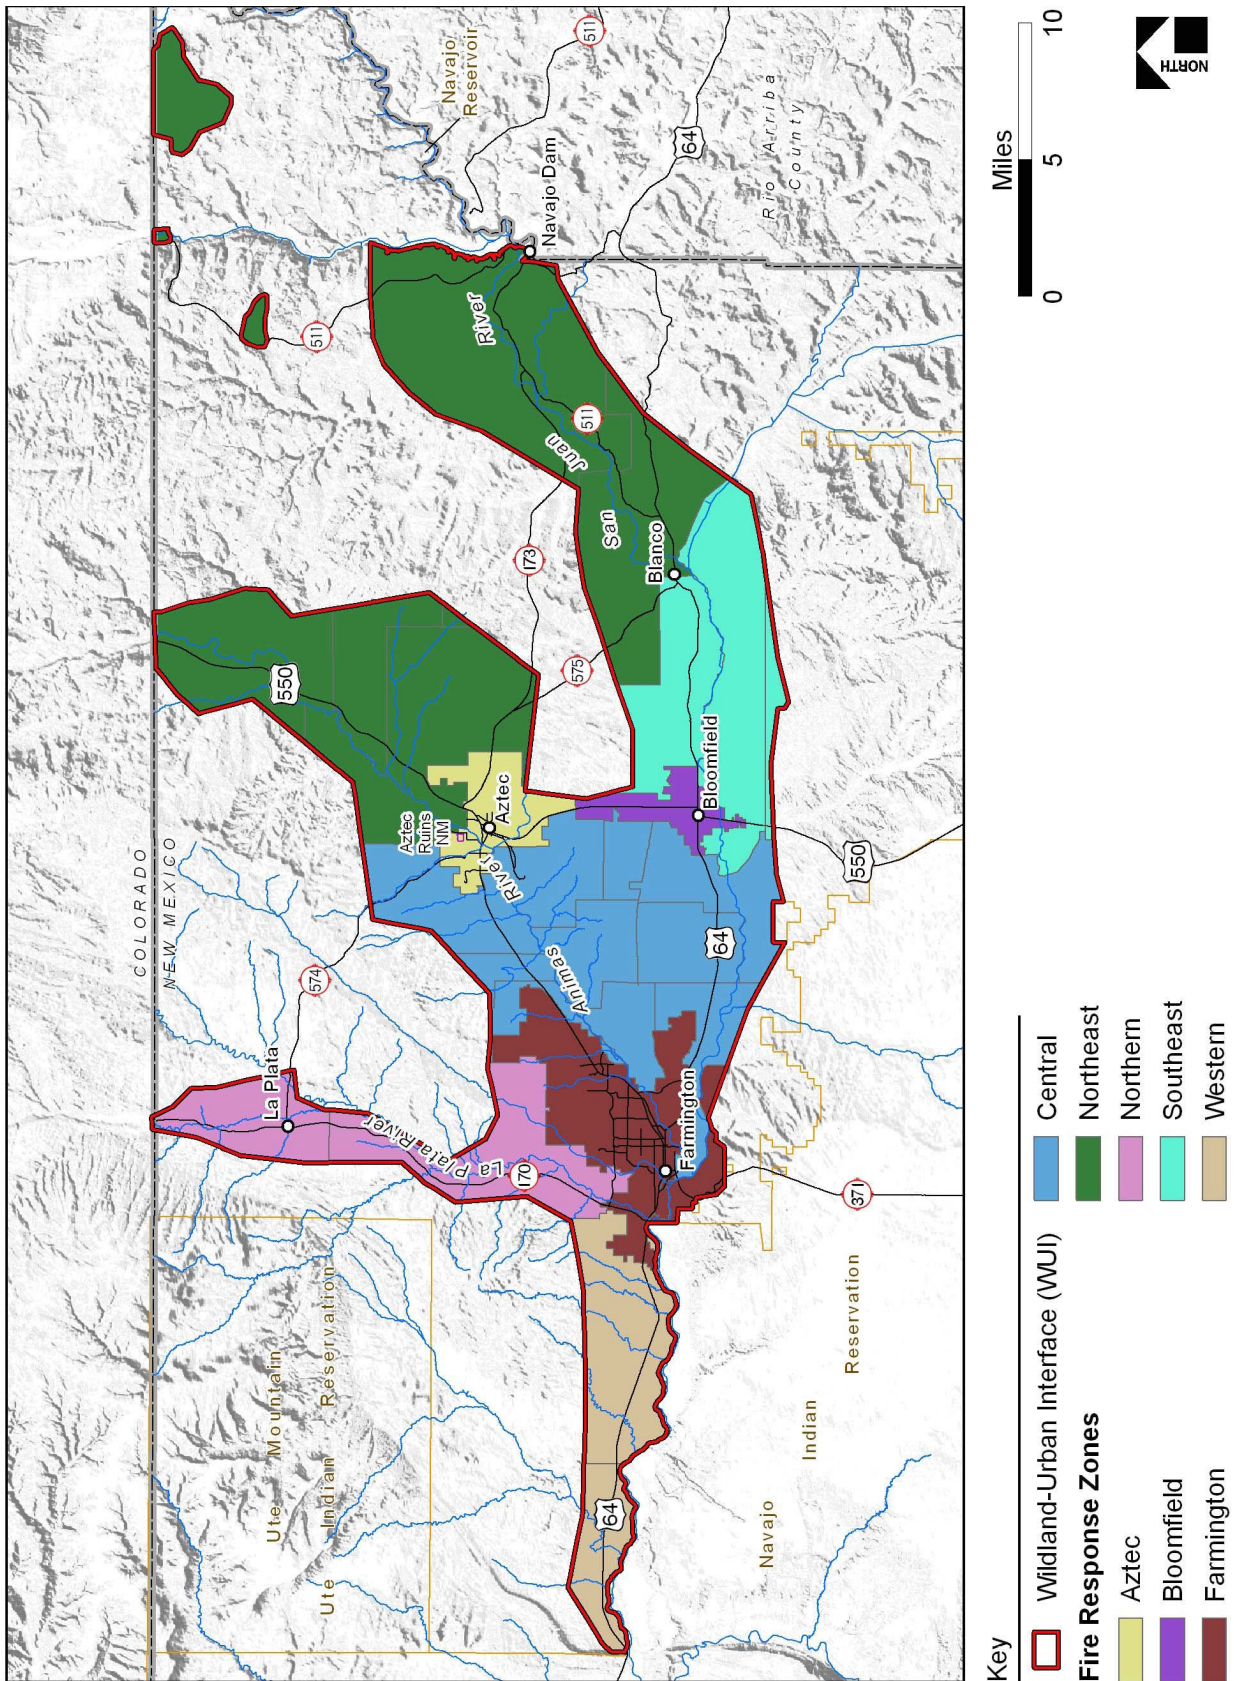 COLORADO
NEW MEXICO
Ute Mountain
Ute Indian Reservation
La Plata
574
550
511
Navajo
Reservoir
511
La
Plata River
170
Aztec
Ruins
NM
Aztec
173
575
River
Navajo Dam
Animas
River
San
Juan
511
64
Farmington
64
64
Bloomfield
Blanco
Rio Arriba
County
371
550
Navajo
Indian
Reservation
Key
Wildland-Urban Interface (WUI)
Fire Response Zones
Aztec
Bloomfield
Farmington
Central
Northeast
Northern
Southeast
Western
Miles
0
5
10
NORTH